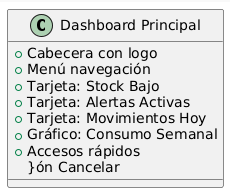 C Dashboard Principal
Cabecera con logo
Menú navegación
Tarjeta: Stock Bajo
Tarjeta: Alertas Activas
Tarjeta: Movimientos Hoy
Gráfico: Consumo Semanal
Accesos rápidos
}ón Cancelar